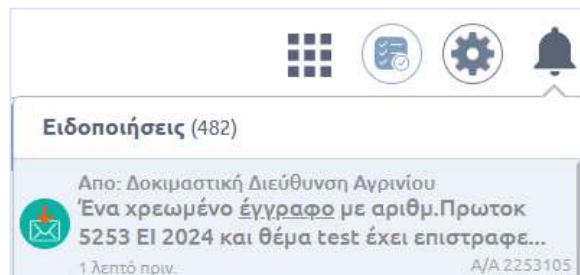 Ειδοποιήσεις (482)
Απο: Δοκιμαστική Διεύθυνση Αγρινίου
Ένα χρεωμένο έγγραφο με αριθμ.Πρωτοκ
5253 ΕΙ 2024 και θέμα test έχει επιστραφε...
1 λεπτό πριν. Α/Α 2253105